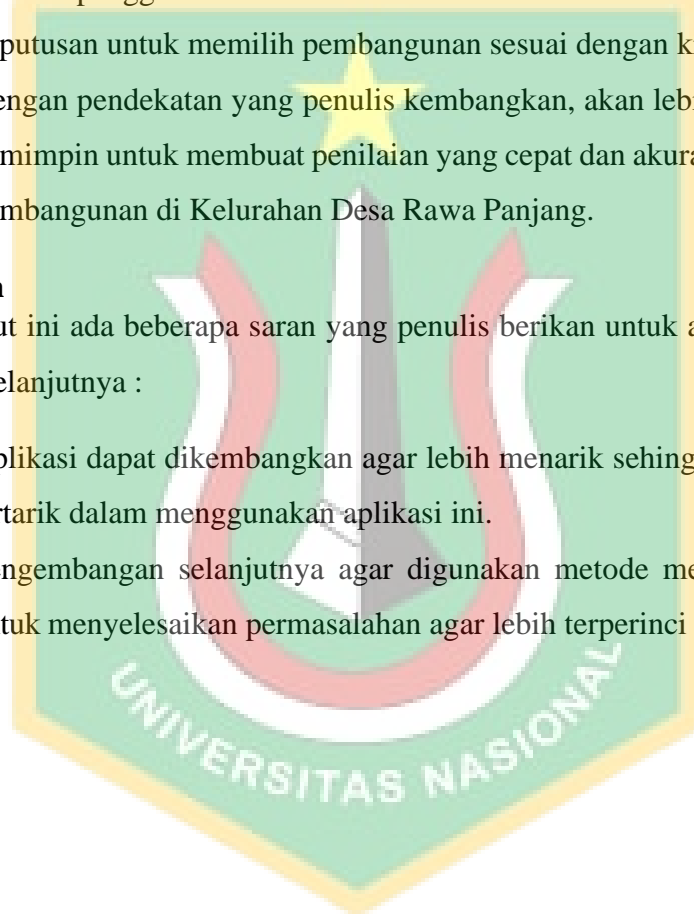 putusan untuk memilih pembangunan sesuai dengan k
engan pendekatan yang penulis kembangkan, akan leb
mimpin untuk membuat penilaian yang cepat dan akura
mbangunan di Kelurahan Desa Rawa Panjang.
n
ut ini ada beberapa saran yang penulis berikan untuk a
elanjutnya :
plikasi dapat dikembangkan agar lebih menarik sehing
rtarik dalam menggunakan aplikasi ini.
engembangan selanjutnya agar digunakan metode me
tuk menyelesaikan permasalahan agar lebih terperinci
UNIVERSITAS NASIONAL